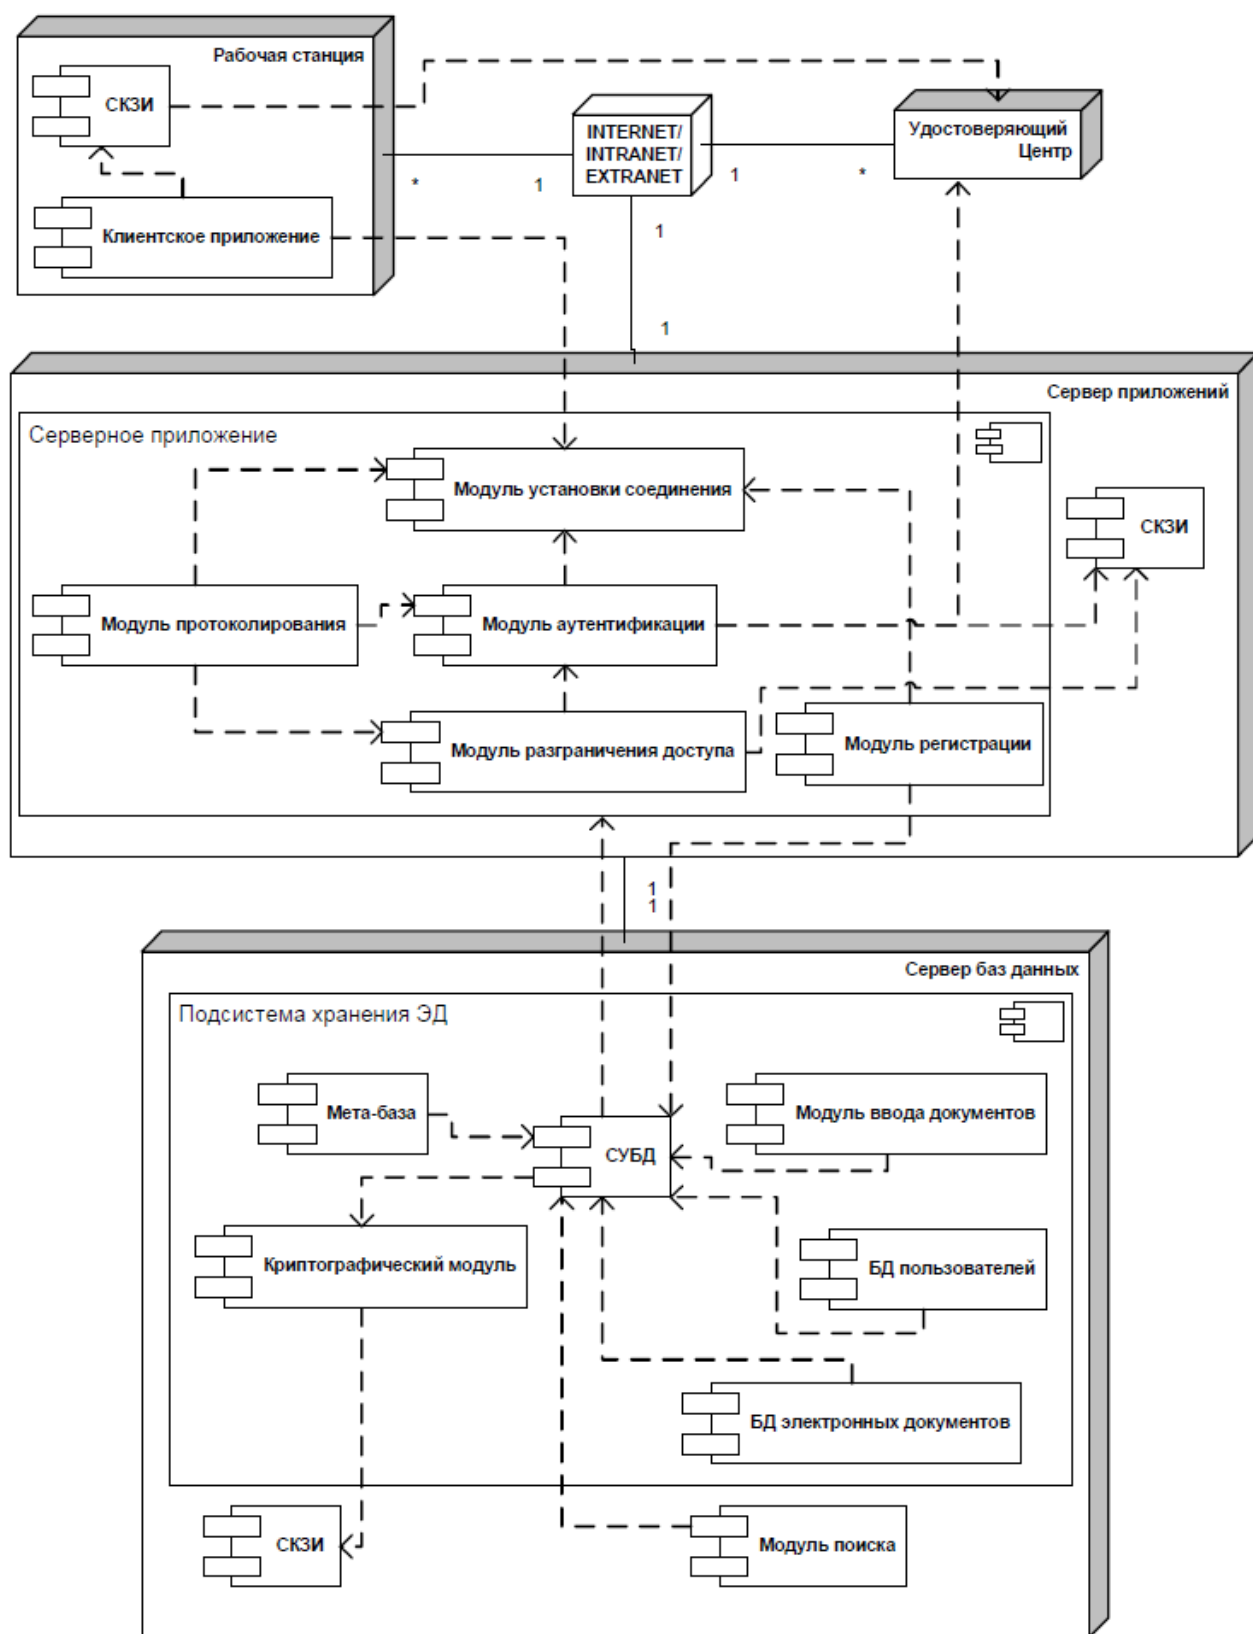 Рабочая станция
СКЗИ
Клиентское приложение
INTERNET/
INTRANET/
EXTRANET
Удостоверяющий
Центр
*
1
1
*
1
1
Сервер приложений
Серверное приложение
Модуль установки соединения
СКЗИ
Модуль протоколирования
Модуль аутентификации
Модуль разграничения доступа
Модуль регистрации
1
1
Сервер баз данных
Подсистема хранения ЭД
Мета-база
Модуль ввода документов
СУБД
Криптографический модуль
БД пользователей
БД электронных документов
СКЗИ
Модуль поиска